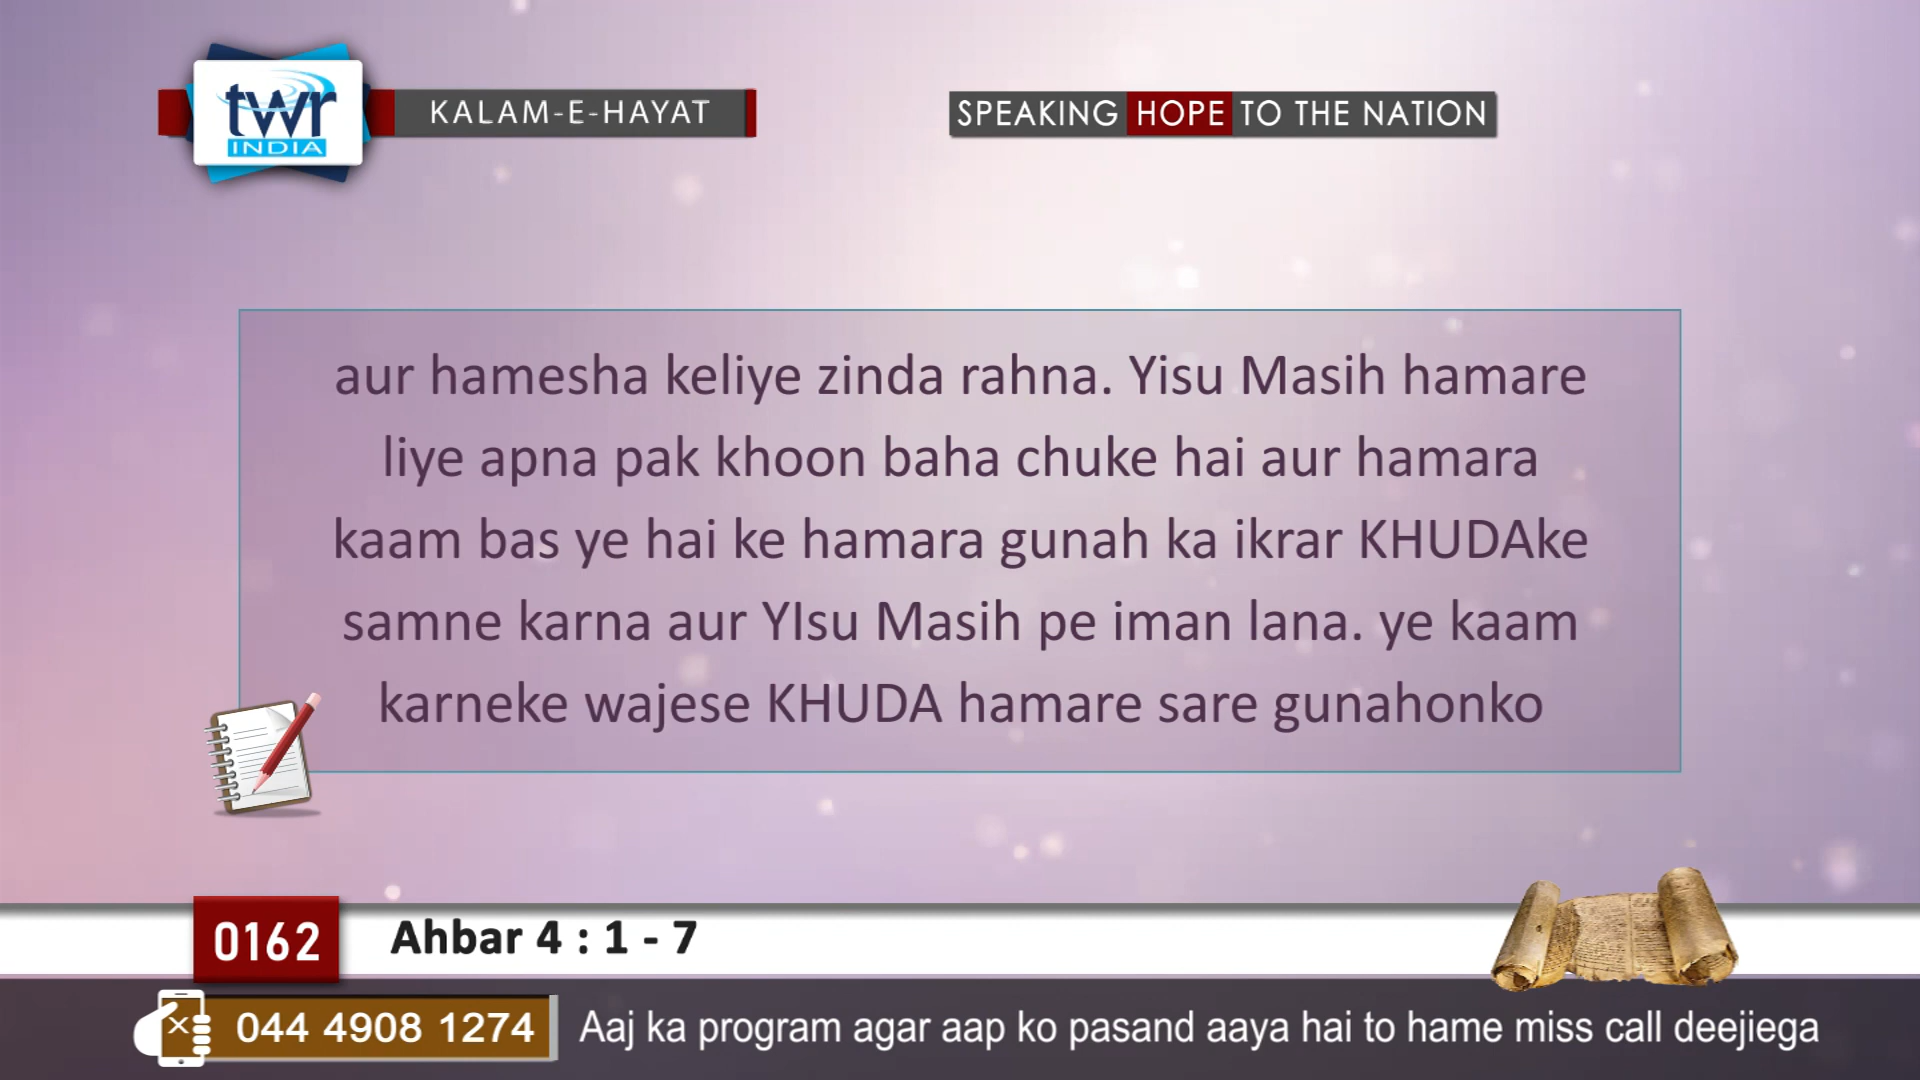 twr
INDIA
KALAM-E-HAYAT
SPEAKING HOPE TO THE NATION
aur hamesha keliye zinda rahna. Yisu Masih hamare
liye apna pak khoon baha chuke hai aur hamara
kaam bas ye hai ke hamara gunah ka ikrar KHUDAke
samne karna aur YIsu Masih pe iman lana. ye kaam
karneke wajese KHUDA hamare sare gunahonko
0162
Ahbar 4 : 1 - 7
044 4908 1274
Aaj ka program agar aap ko pasand aaya hai to hame miss call deejiega